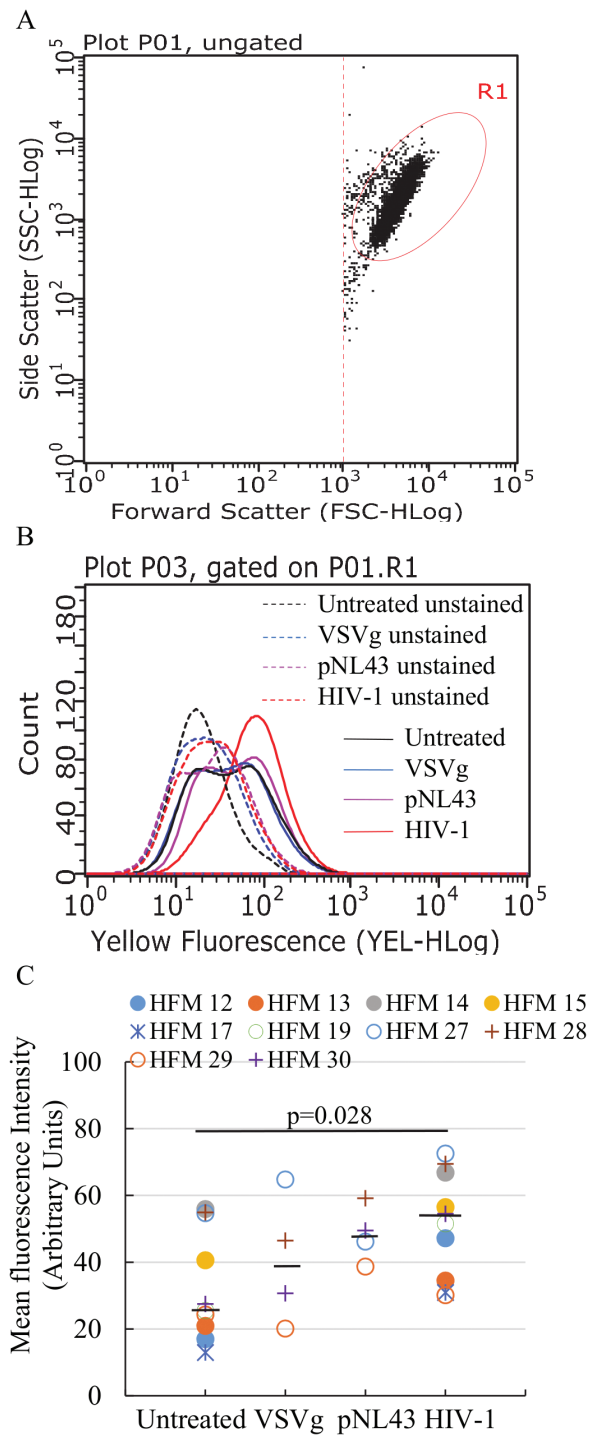 A
Plot P01, ungated
R1
Side Scatter (SSC-HLog)
10^5
10^4
10^3
10^2
10^1
10^0
10^0 10^1 10^2 10^3 10^4 10^5
Forward Scatter (FSC-HLog)
B
Plot P03, gated on P01.R1
Untreated unstained
VSVg unstained
pNL43 unstained
HIV-1 unstained
Untreated
VSVg
pNL43
HIV-1
Count
180
120
80
40
0
10^0 10^1 10^2 10^3 10^4 10^5
Yellow Fluorescence (YEL-HLog)
C
HFM 12 HFM 13 HFM 14 HFM 15
HFM 17 HFM 19 HFM 27 HFM 28
HFM 29 HFM 30
Mean fluorescence Intensity
(Arbitrary Units)
100
80
60
40
20
0
p=0.028
Untreated VSVg pNL43 HIV-1